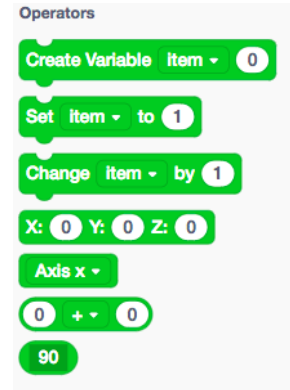 Operators
Create Variable item 0
Set item to 1
Change item by 1
X: 0 Y: 0 Z: 0
Axis x
0 + 0
90